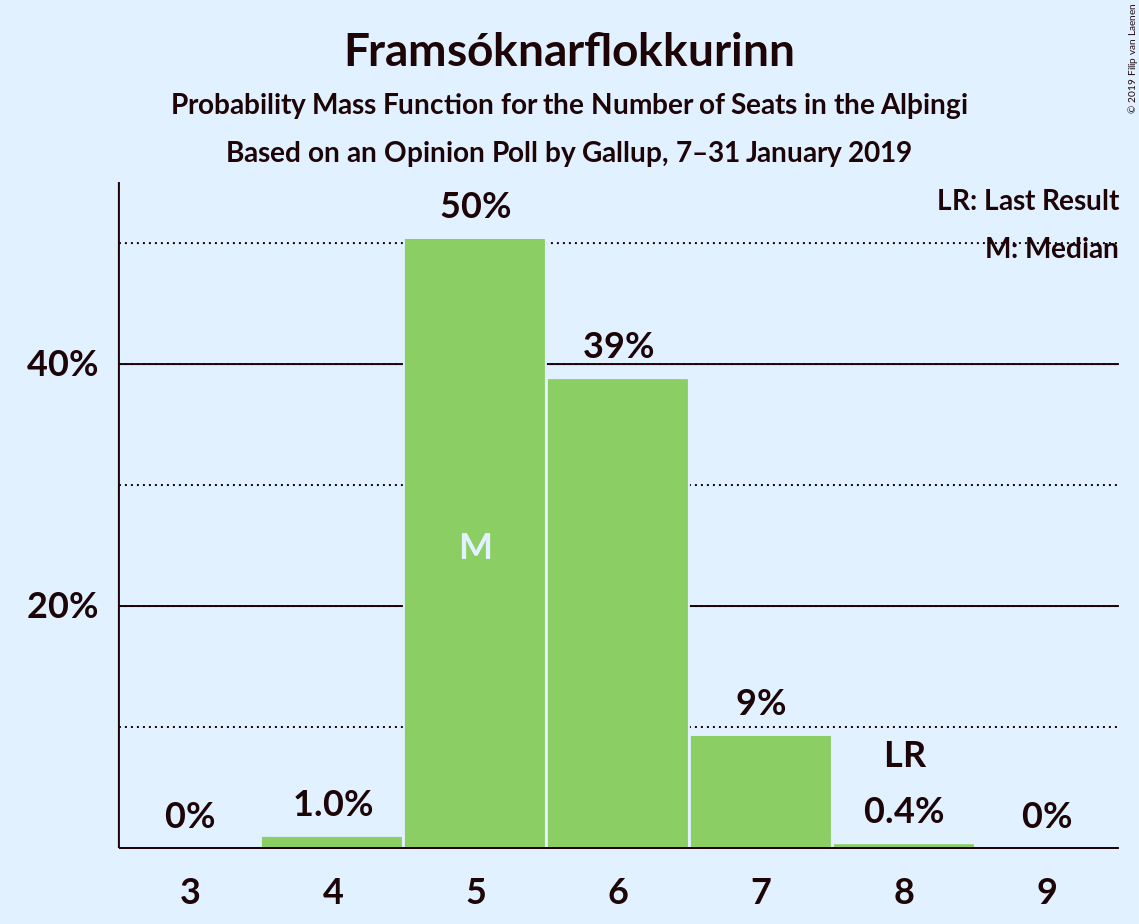 Framsóknarflokkurinn
Probability Mass Function for the Number of Seats in the Alþingi
Based on an Opinion Poll by Gallup, 7–31 January 2019
© 2019 Filip van Laenen
LR: Last Result
M: Median
50%
39%
40%
M
20%
9%
LR
0%
1.0%
0.4%
0%
3 4 5 6 7 8 9